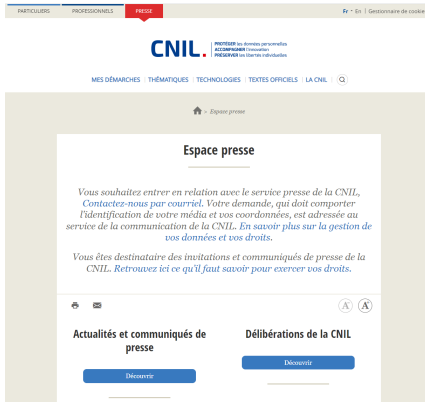 PARTICULIERS PROFESSIONNELS PRESSE Fr • En | Gestionnaire de cookie
CNIL. PROTÉGER les données personnelles
ACCOMPAGNER l'innovation
PRÉSERVER les libertés individuelles
MES DÉMARCHES | THÉMATIQUES | TECHNOLOGIES | TEXTES OFFICIELS | LA CNIL |
> Espace presse
Espace presse
Vous souhaitez entrer en relation avec le service presse de la CNIL,
Contactez-nous par courriel. Votre demande, qui doit comporter
l'identification de votre média et vos coordonnées, est adressée au
service de la communication de la CNIL. En savoir plus sur la gestion de
vos données et vos droits.
Vous êtes destinataire des invitations et communiqués de presse de la
CNIL. Retrouvez ici ce qu'il faut savoir pour exercer vos droits.
A- A+
Actualités et communiqués de
presse
Délibérations de la CNIL
Découvrir
Découvrir